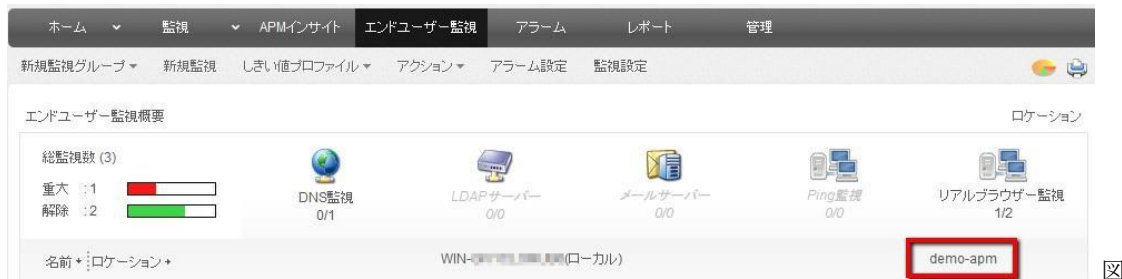 ホーム 監視 APMインサイト エンドユーザー監視 アラーム レポート 管理
新規監視グループ 新規監視 しきい値プロファイル アクション アラーム設定 監視設定
エンドユーザー監視概要 ロケーション
総監視数 (3)
重大 :1
解除 :2
DNS監視
0/1
LDAPサーバー
0/0
メールサーバー
0/0
Ping監視
0/0
リアルブラウザー監視
1/2
名前 + ロケーション + WIN- (ローカル) demo-apm
図